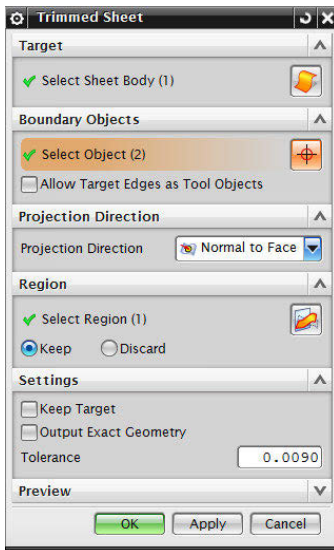 Trimmed Sheet
Target
Select Sheet Body (1)
Boundary Objects
Select Object (2)
Allow Target Edges as Tool Objects
Projection Direction
Projection Direction Normal to Face
Region
Select Region (1)
Keep Discard
Settings
Keep Target
Output Exact Geometry
Tolerance 0.0090
Preview
OK Apply Cancel